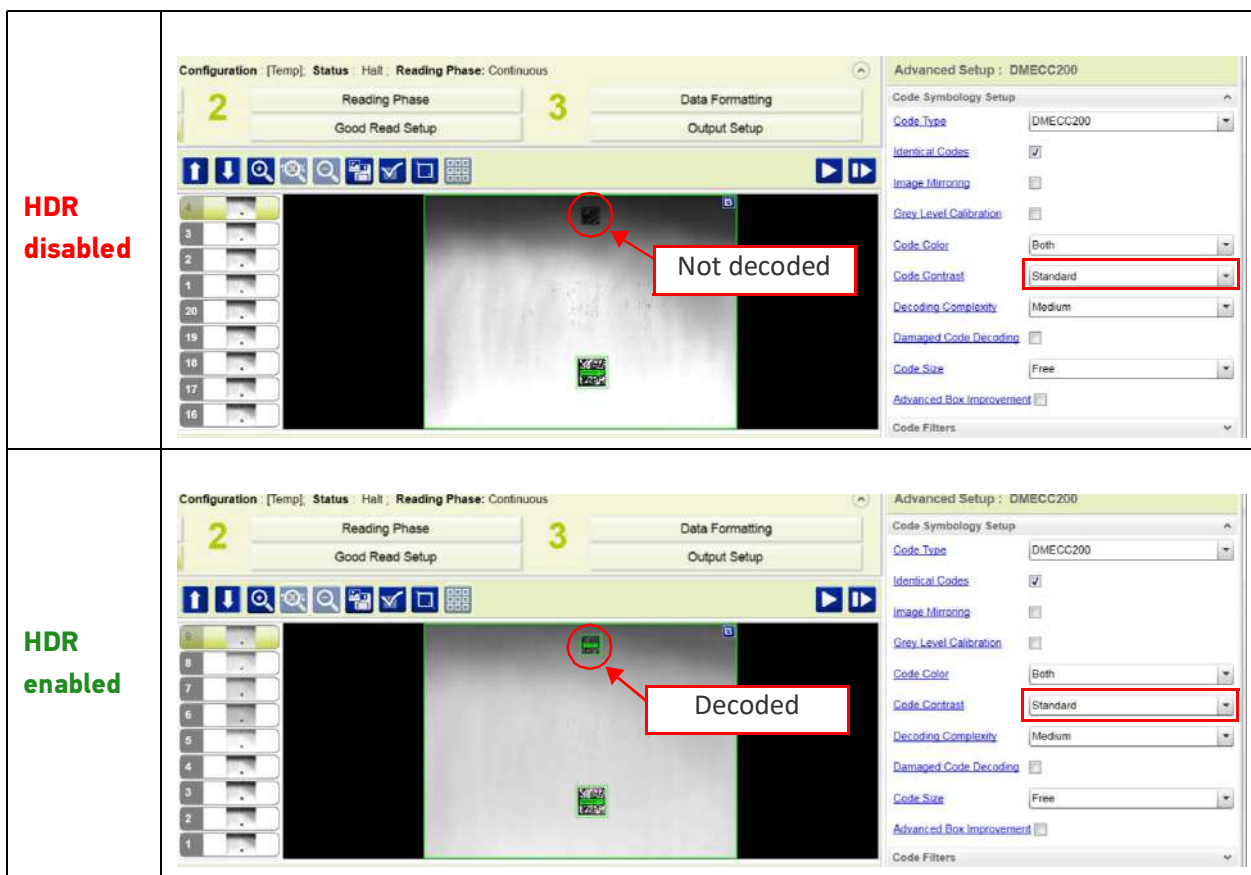 HDR
disabled
Configuration : [Temp]; Status : Halt ; Reading Phase: Continuous
2
Reading Phase
Good Read Setup
3
Data Formatting
Output Setup
4
3
2
1
20
19
18
17
16
Not decoded
Advanced Setup : DMECC200
Code Symbology Setup
Code Type DMECC200
Identical Codes
Image Mirroring
Grey Level Calibration
Code Color Both
Code Contrast Standard
Decoding Complexity Medium
Damaged Code Decoding
Code Size Free
Advanced Box Improvement
Code Filters
HDR
enabled
Configuration : [Temp]; Status : Halt ; Reading Phase: Continuous
2
Reading Phase
Good Read Setup
3
Data Formatting
Output Setup
9
8
7
6
5
4
3
2
1
Decoded
Advanced Setup : DMECC200
Code Symbology Setup
Code Type DMECC200
Identical Codes
Image Mirroring
Grey Level Calibration
Code Color Both
Code Contrast Standard
Decoding Complexity Medium
Damaged Code Decoding
Code Size Free
Advanced Box Improvement
Code Filters